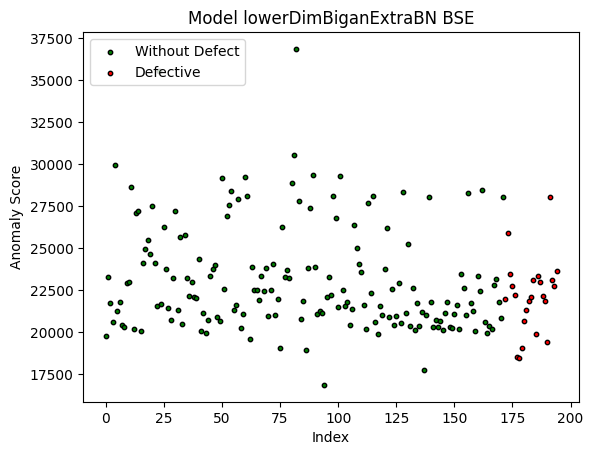 Model lowerDimBiganExtraBN BSE
Without Defect
Defective
37500
35000
32500
30000
27500
25000
22500
20000
17500
Anomaly Score
0 25 50 75 100 125 150 175 200
Index